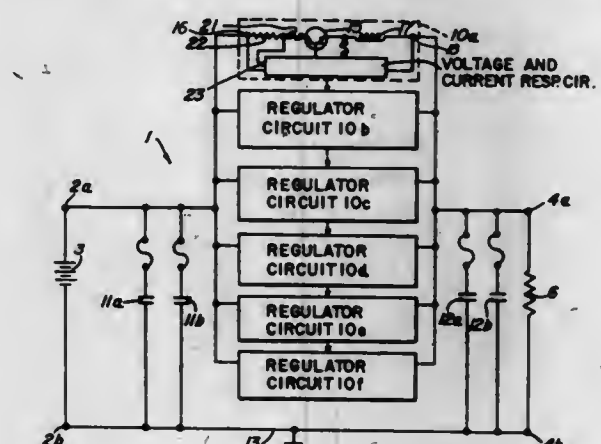 21
16
22
23
10a
8
VOLTAGE AND
CURRENT RESP. CIR.
REGULATOR
CIRCUIT 10b
1
REGULATOR
CIRCUIT 10c
2a
4a
REGULATOR
CIRCUIT 10d
3
11a
11b
REGULATOR
CIRCUIT 10e
12a
12b
6
REGULATOR
CIRCUIT 10f
2b
13
4b